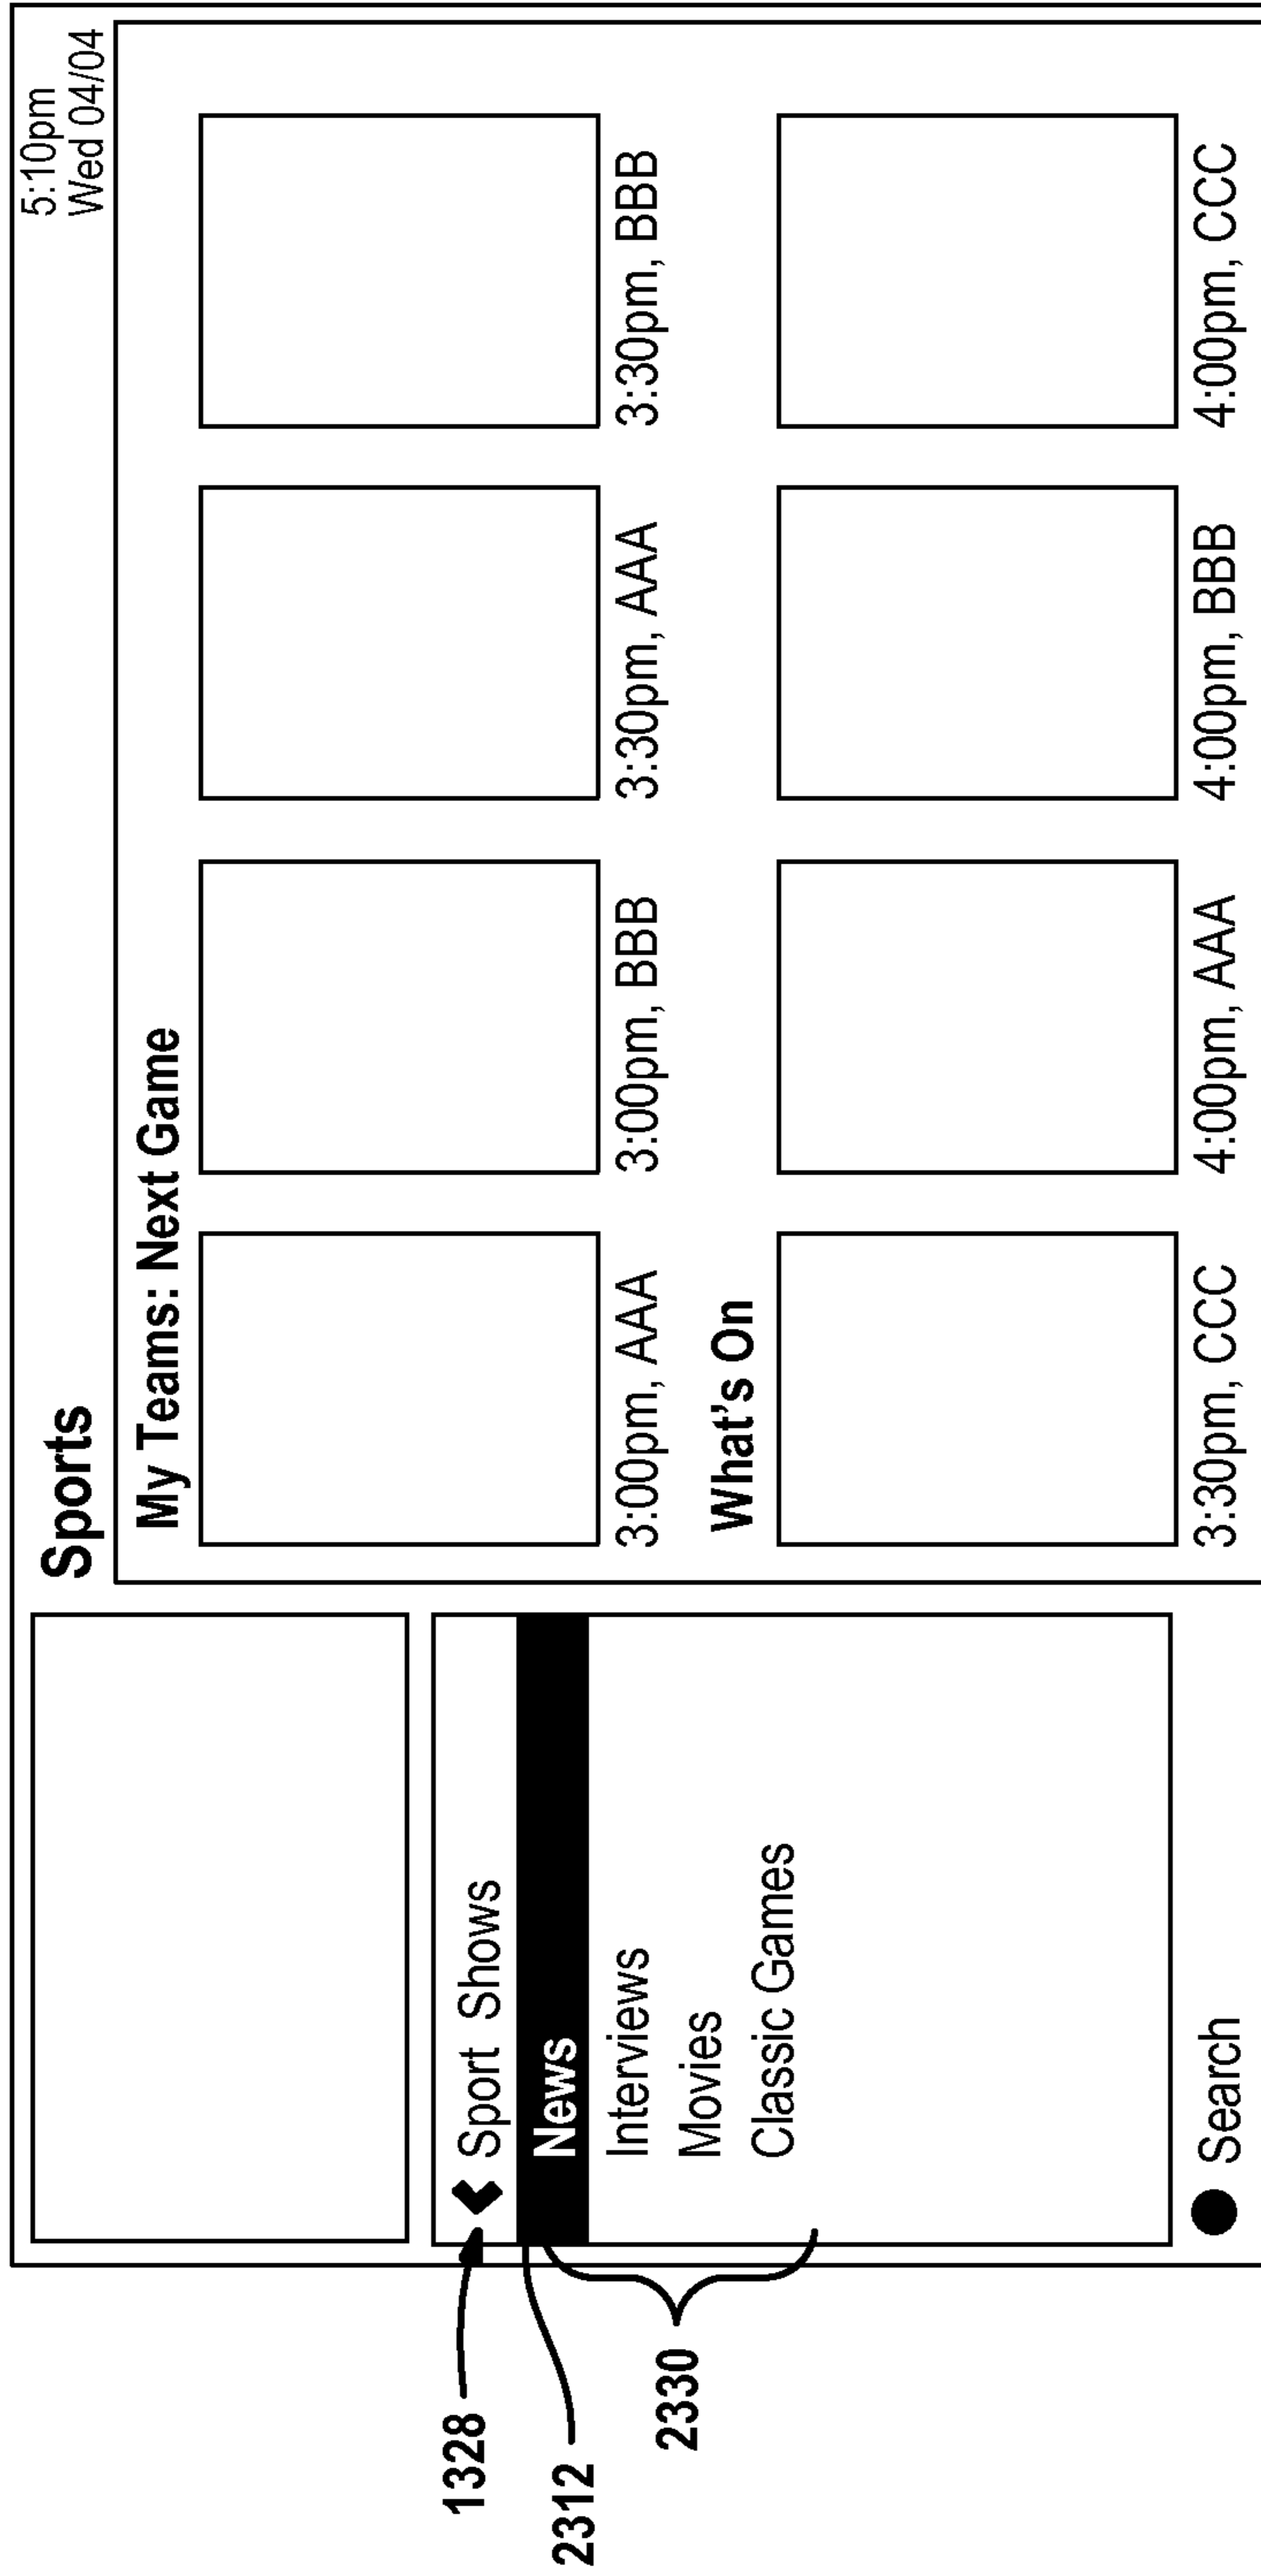 Sports
5:10pm
Wed 04/04
My Teams: Next Game
3:00pm, AAA
3:00pm, BBB
3:30pm, AAA
3:30pm, BBB
What's On
3:30pm, CCC
4:00pm, AAA
4:00pm, BBB
4:00pm, CCC
1328
Sport Shows
2312
News
2330
Interviews
Movies
Classic Games
Search